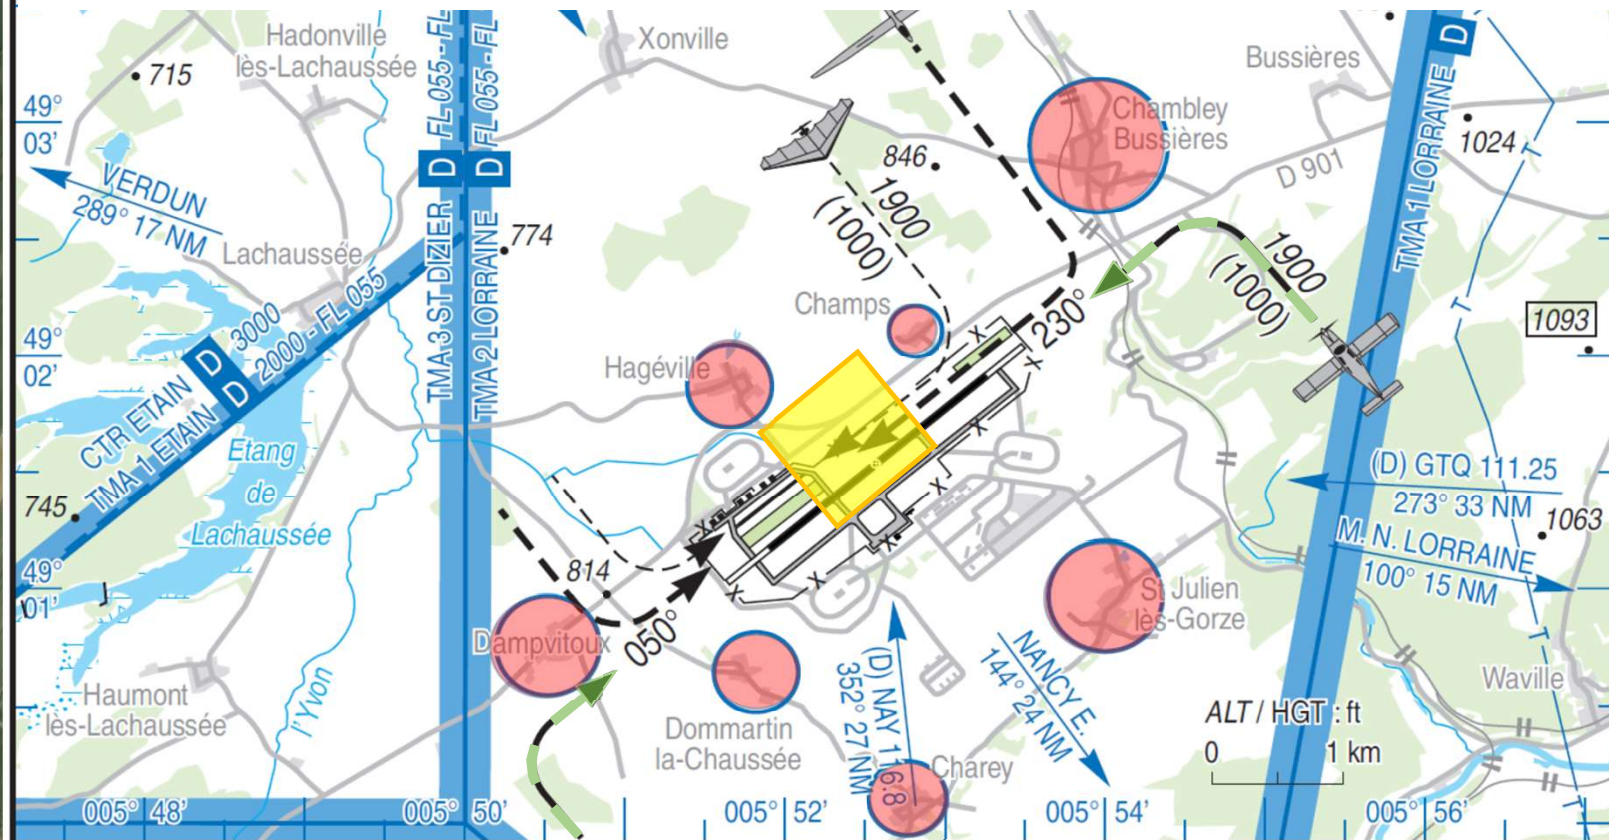 Hadonville
lès-Lachaussée
715
49°
03'
VERDUN
289° 17 NM
Lachaussée
D FL 055 - FL
D FL 055 - FL
TMA 3 ST DIZIER
TMA 2 LORRAINE
774
Xonville
846
1900
(1000)
Chambley
Bussières
Bussières
D 901
1024
D
TMA 1 LORRAINE
T
1900
(1000)
230°
Champs
Hagéville
49°
02'
CTR ETAIN D 3000
TMA 1 ETAIN D 2000 - FL 055
745
Etang
de
Lachaussée
49°
01'
X
X
X
X
X
X
X
X
X
1093
T
(D) GTQ 111.25
273° 33 NM
1063
M. N. LORRAINE
100° 15 NM
T
814
Dampvitoux
050°
St Julien
lès-Gorze
NANCY E.
144° 24 NM
(D) NAY 116.8
352° 27 NM
Haumont
lès-Lachaussée
l'Yvon
Dommartin
la-Chaussée
Charey
Waville
ALT / HGT : ft
0 1 km
T
005° 48' 005° 50' 005° 52' 005° 54' 005° 56'